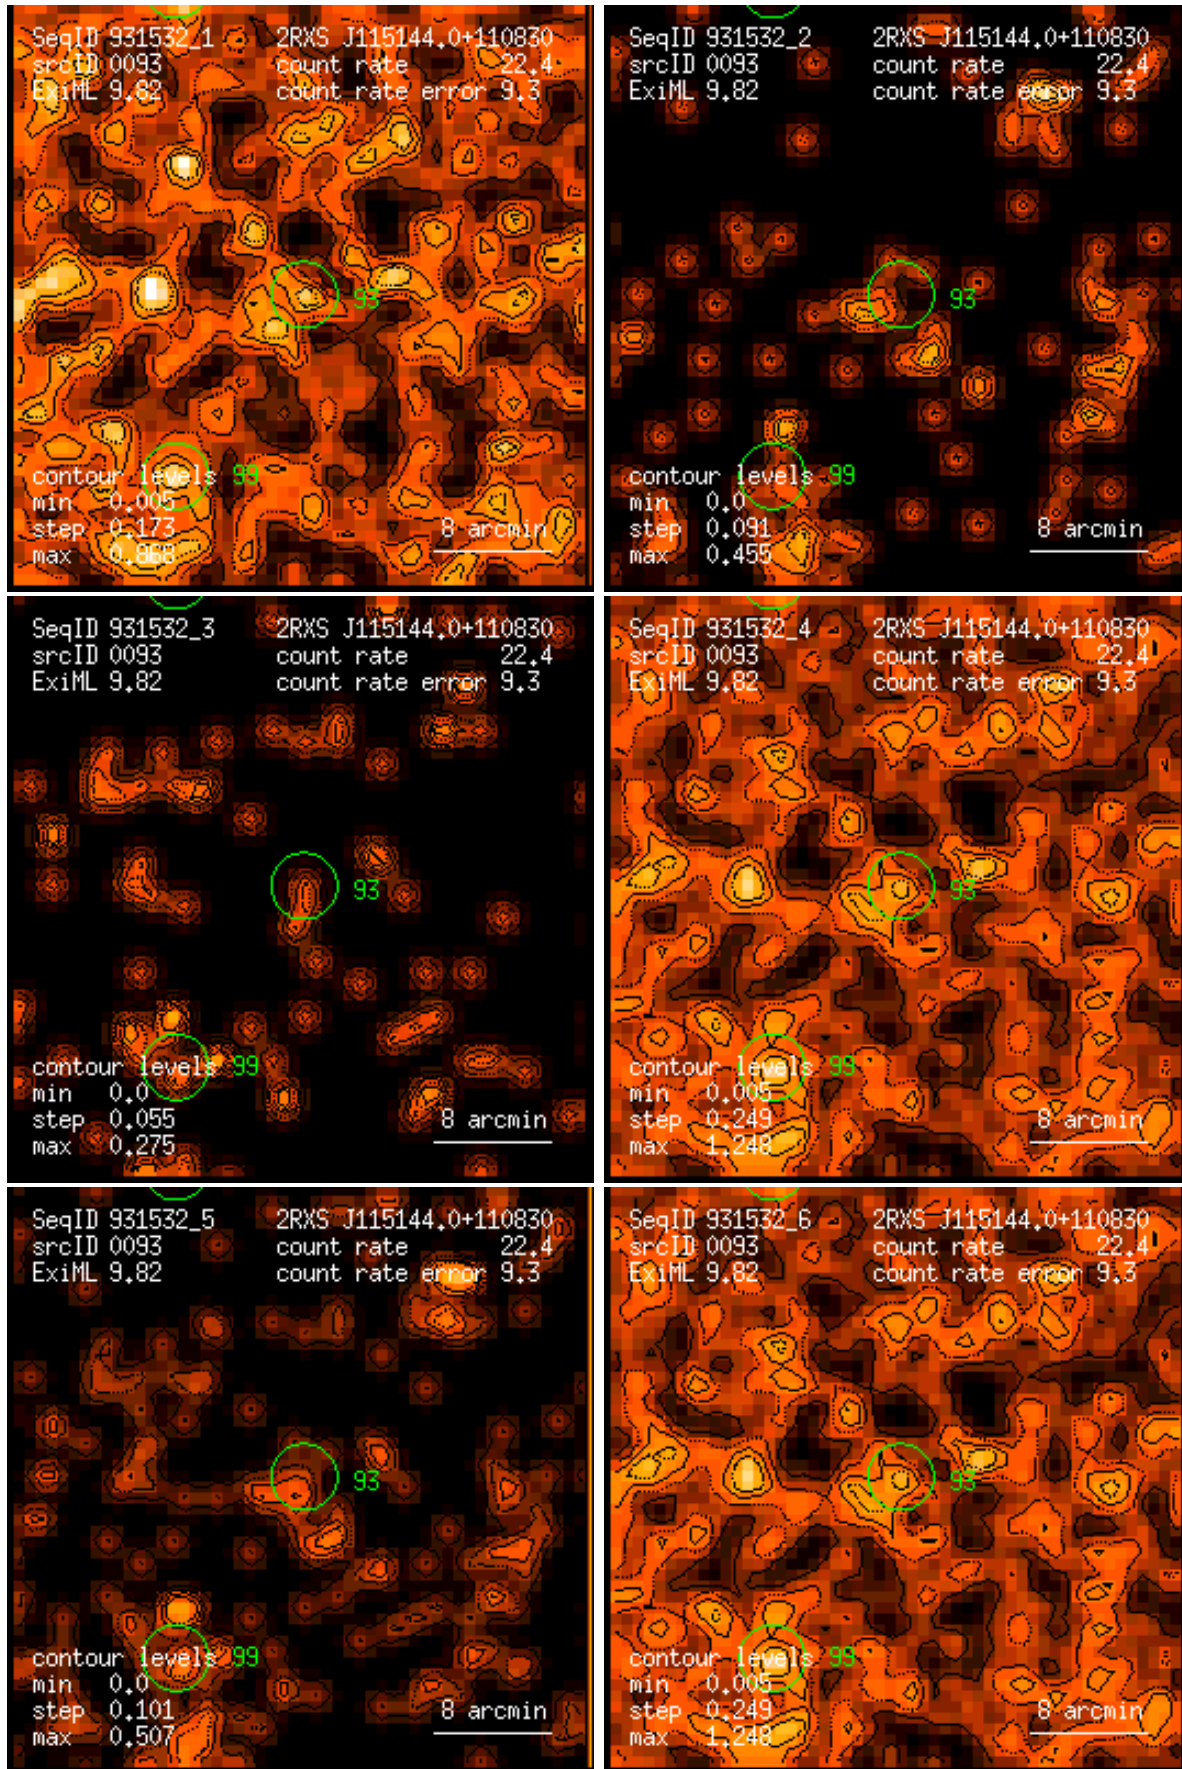 SeqID 931532_1 2RXS J115144.0+110830
srcID 0093 count rate 22.4
ExiML 9.82 count rate error 9.3
93
contour levels 99
min 0.005
step 0.173 8 arcmin
max 0.868
SeqID 931532_2 2RXS J115144.0+110830
srcID 0093 count rate 22.4
ExiML 9.82 count rate error 9.3
93
contour levels 99
min 0.0
step 0.091 8 arcmin
max 0.455
SeqID 931532_3 2RXS J115144.0+110830
srcID 0093 count rate 22.4
ExiML 9.82 count rate error 9.3
93
contour levels 99
min 0.0
step 0.055 8 arcmin
max 0.275
SeqID 931532_4 2RXS J115144.0+110830
srcID 0093 count rate 22.4
ExiML 9.82 count rate error 9.3
93
contour levels 99
min 0.005
step 0.249 8 arcmin
max 1.248
SeqID 931532_5 2RXS J115144.0+110830
srcID 0093 count rate 22.4
ExiML 9.82 count rate error 9.3
93
contour levels 99
min 0.0
step 0.101 8 arcmin
max 0.507
SeqID 931532_6 2RXS J115144.0+110830
srcID 0093 count rate 22.4
ExiML 9.82 count rate error 9.3
93
contour levels 99
min 0.005
step 0.249 8 arcmin
max 1.248